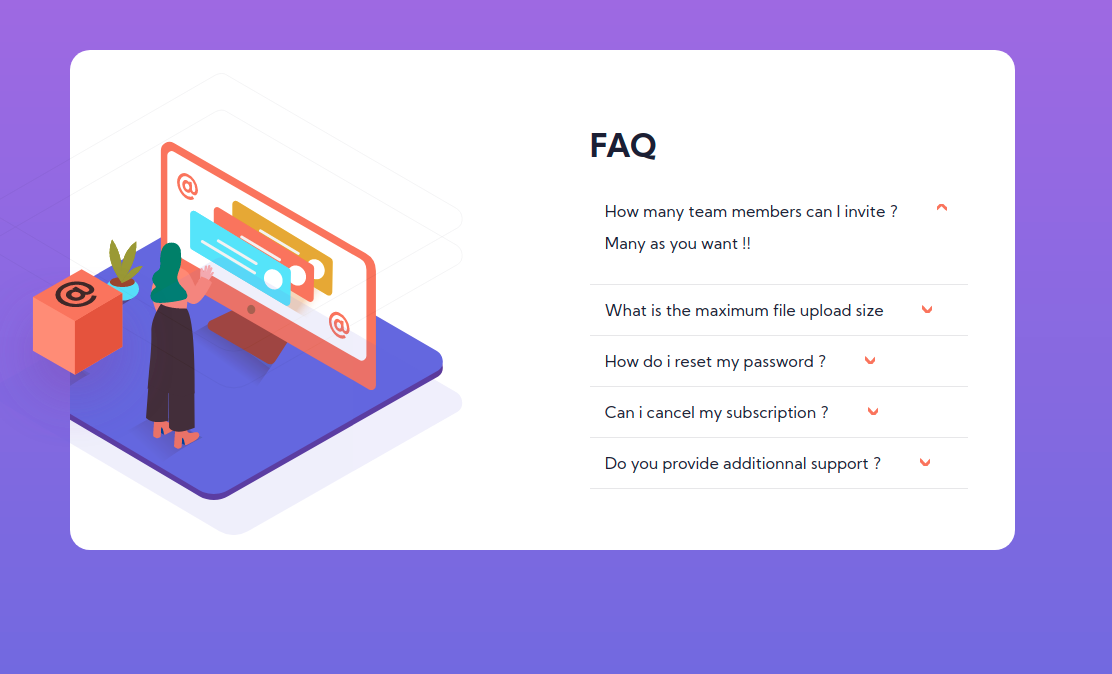 @
@
@
FAQ
How many team members can I invite ?
Many as you want !!
What is the maximum file upload size
How do i reset my password ?
Can i cancel my subscription ?
Do you provide additionnal support ?